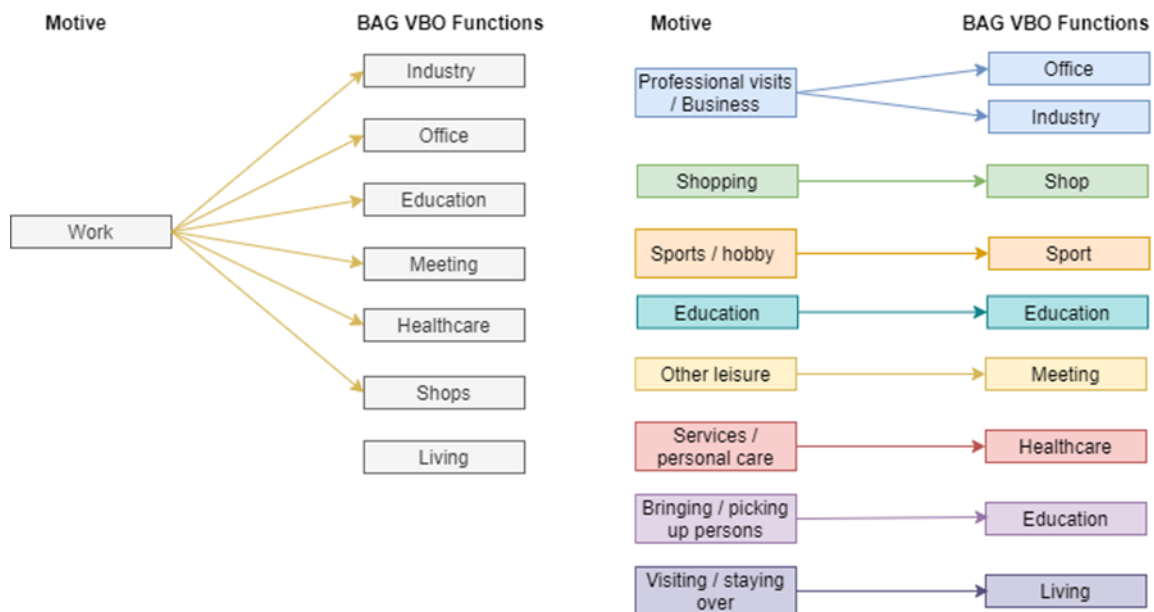 Motive
BAG VBO Functions
Industry
Office
Education
Work
Meeting
Healthcare
Shops
Living
Motive
BAG VBO Functions
Professional visits
/ Business
Office
Industry
Shopping
Shop
Sports / hobby
Sport
Education
Education
Other leisure
Meeting
Services /
personal care
Healthcare
Bringing / picking
up persons
Education
Visiting / staying
over
Living